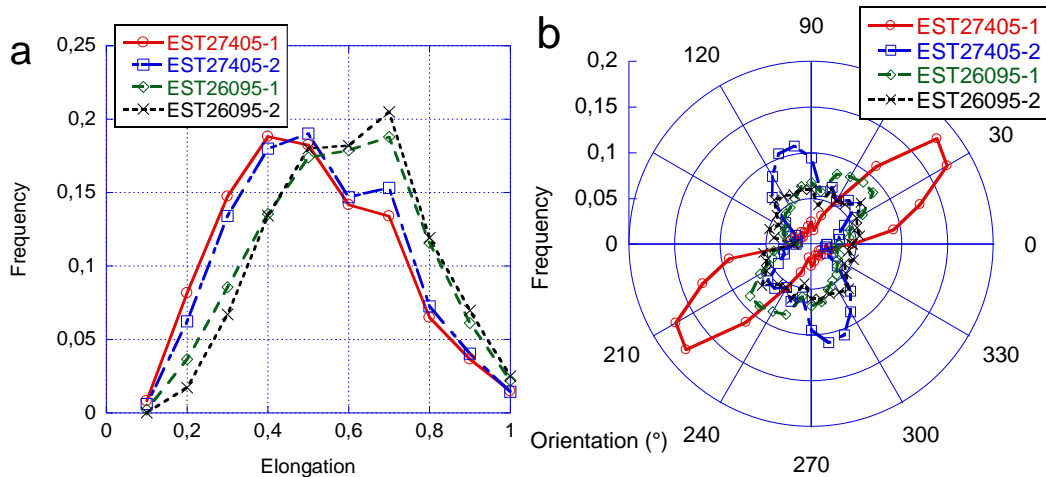 a
0,25
0,2
0,15
0,1
0,05
0
Frequency
0
0,2
0,4
0,6
0,8
1
Elongation
EST27405-1
EST27405-2
EST26095-1
EST26095-2
b
90
120
30
0
330
300
270
240
210
0,2
0,15
0,1
0,05
0
Frequency
Orientation (°)
EST27405-1
EST27405-2
EST26095-1
EST26095-2